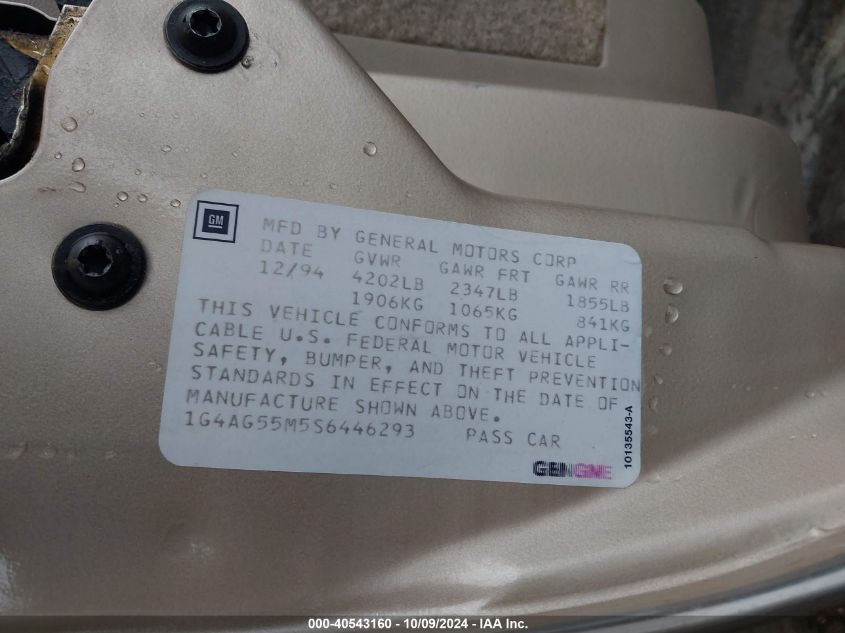 GM
MFD BY GENERAL MOTORS CORP
DATE GVWR GAWR FRT GAWR RR
12/94 4202LB 2347LB 1855LB
1906KG 1065KG 841KG
THIS VEHICLE CONFORMS TO ALL APPLI-
CABLE U.S. FEDERAL MOTOR VEHICLE
SAFETY, BUMPER, AND THEFT PREVENTION
STANDARDS IN EFFECT ON THE DATE OF
MANUFACTURE SHOWN ABOVE.
1G4AG55M5S6446293 PASS CAR
10135543-A
000-40543160 - 10/09/2024 - IAA Inc.